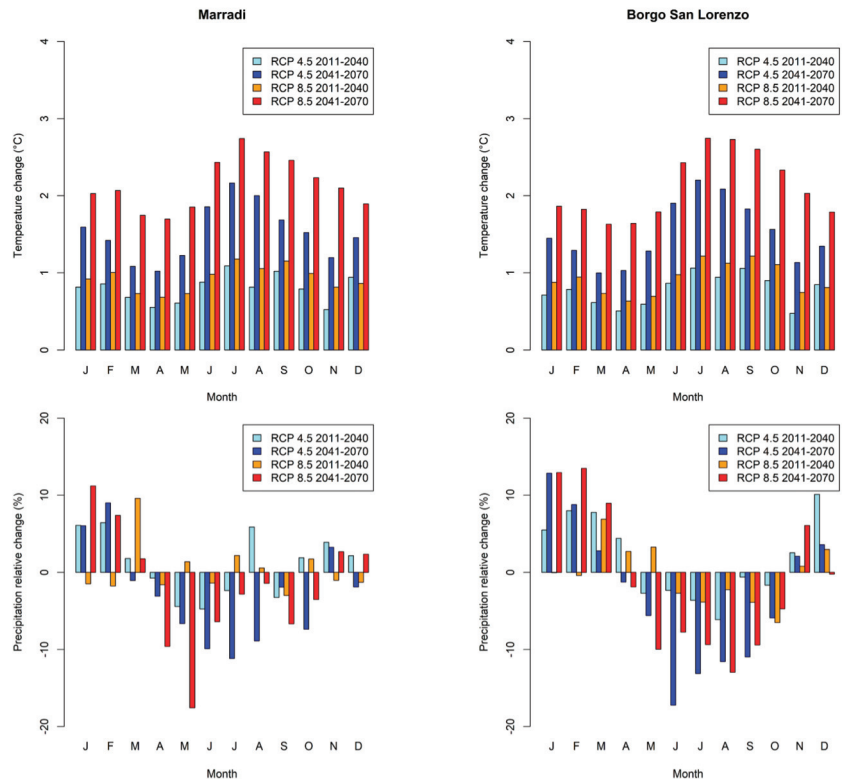 Marradi
Temperature change (°C)
4
3
2
1
0
RCP 4.5 2011-2040
RCP 4.5 2041-2070
RCP 8.5 2011-2040
RCP 8.5 2041-2070
J F M A M J J A S O N D
Month
Borgo San Lorenzo
Temperature change (°C)
4
3
2
1
0
RCP 4.5 2011-2040
RCP 4.5 2041-2070
RCP 8.5 2011-2040
RCP 8.5 2041-2070
J F M A M J J A S O N D
Month
Precipitation relative change (%)
20
10
0
-10
-20
RCP 4.5 2011-2040
RCP 4.5 2041-2070
RCP 8.5 2011-2040
RCP 8.5 2041-2070
J F M A M J J A S O N D
Month
Precipitation relative change (%)
20
10
0
-10
-20
RCP 4.5 2011-2040
RCP 4.5 2041-2070
RCP 8.5 2011-2040
RCP 8.5 2041-2070
J F M A M J J A S O N D
Month